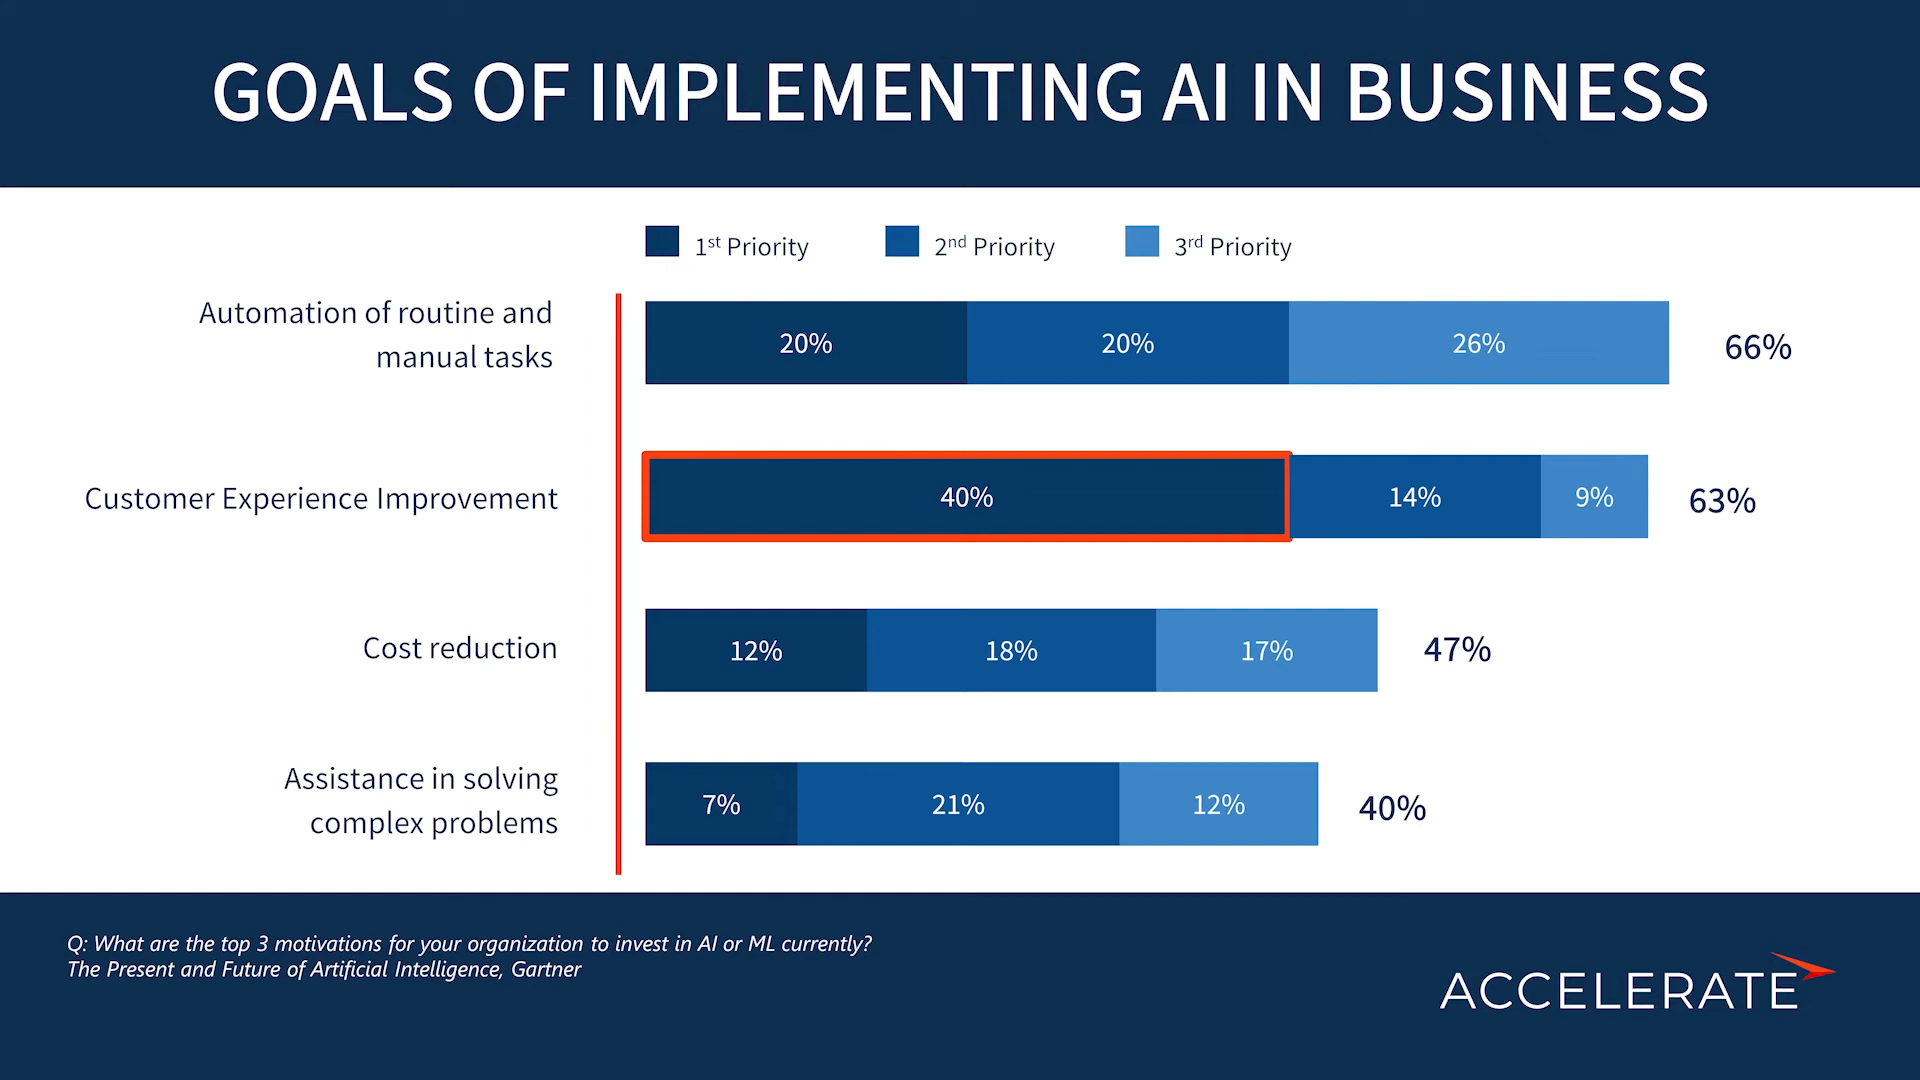 GOALS OF IMPLEMENTING AI IN BUSINESS
1st Priority
2nd Priority
3rd Priority
Automation of routine and
manual tasks
20%
20%
26%
66%
Customer Experience Improvement
40%
14%
9%
63%
Cost reduction
12%
18%
17%
47%
Assistance in solving
complex problems
7%
21%
12%
40%
Q: What are the top 3 motivations for your organization to invest in AI or ML currently?
The Present and Future of Artificial Intelligence, Gartner
ACCELERATE